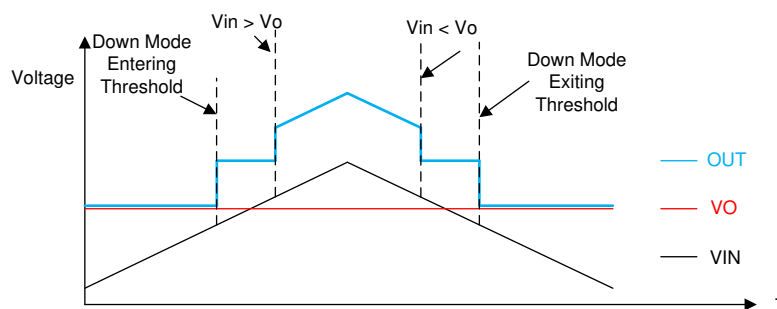 Vin > Vo
Down Mode
Entering
Threshold
Vin < Vo
Down Mode
Exiting
Threshold
Voltage
OUT
VO
VIN